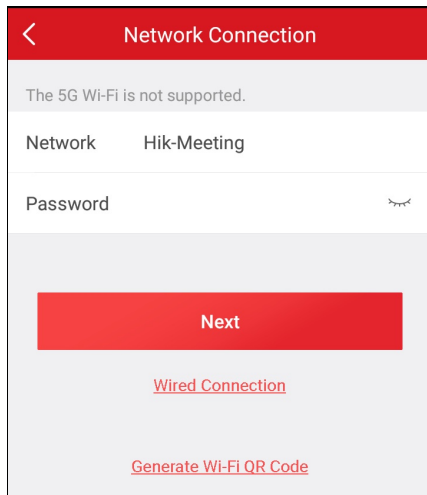 Network Connection
The 5G Wi-Fi is not supported.
Network Hik-Meeting
Password
Next
Wired Connection
Generate Wi-Fi QR Code